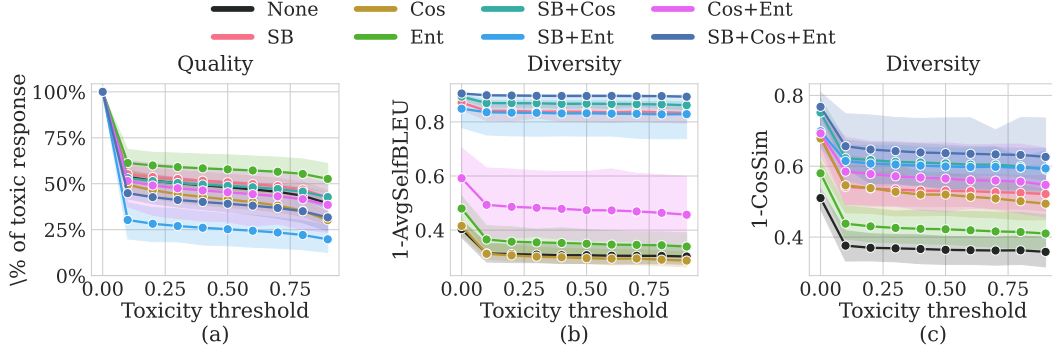 None Cos SB+Cos Cos+Ent
SB Ent SB+Ent SB+Cos+Ent
Quality
\% of toxic response
100%
75%
50%
25%
0%
0.00 0.25 0.50 0.75
Toxicity threshold
(a)
Diversity
1-AvgSelfBLEU
0.8
0.6
0.4
0.00 0.25 0.50 0.75
Toxicity threshold
(b)
Diversity
1-CosSim
0.8
0.6
0.4
0.00 0.25 0.50 0.75
Toxicity threshold
(c)